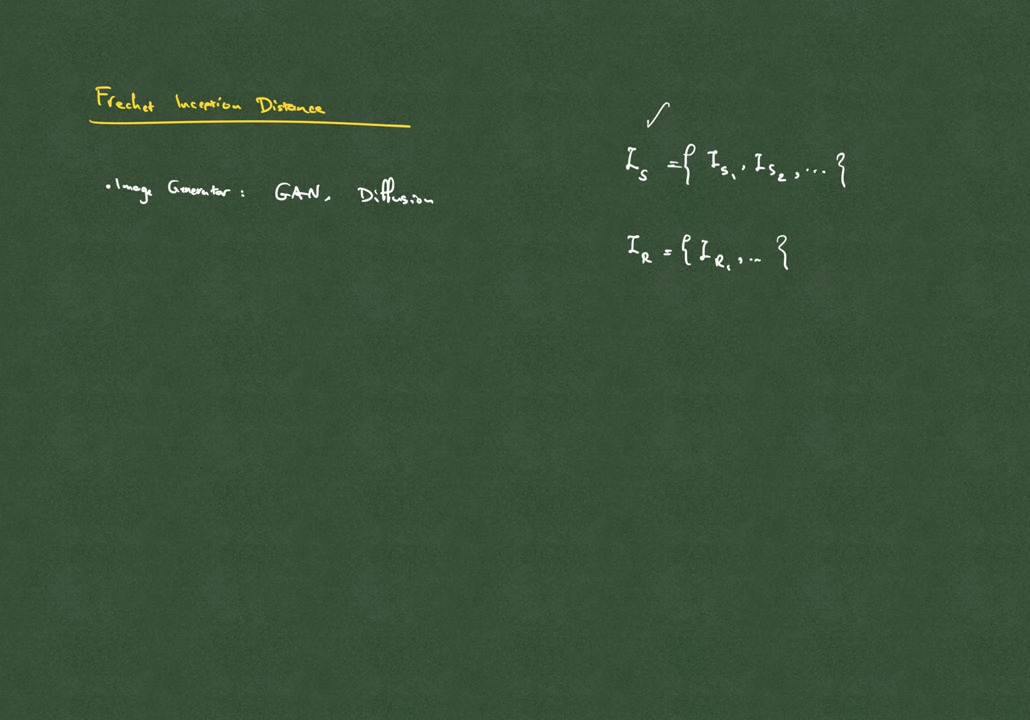 Frechet Inception Distance
• Image Generator: GAN, Diffusion
✓
I_S = { I_S₁, I_S₂, ... }
I_R = { I_R₁, ... }